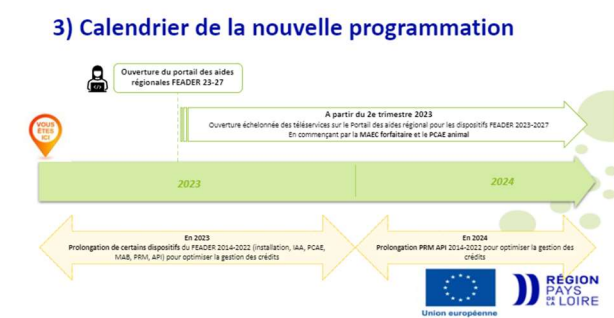 3) Calendrier de la nouvelle programmation
Ouverture du portail des aides
régionales FEADER 23-27
A partir du 2e trimestre 2023
Ouverture échelonnée des téléservices sur le Portail des aides régional pour les dispositifs FEADER 2023-2027
En commençant par la MAEC forfaitaire et le PCAE animal
VOUS
ÊTES
ICI
2023
2024
En 2023
Prolongation de certains dispositifs du FEADER 2014-2022 (installation, IAA, PCAE,
MAB, PRM, API) pour optimiser la gestion des crédits
En 2024
Prolongation PRM API 2014-2022 pour optimiser la gestion des
crédits
Union européenne
RÉGION
PAYS
DE LA LOIRE